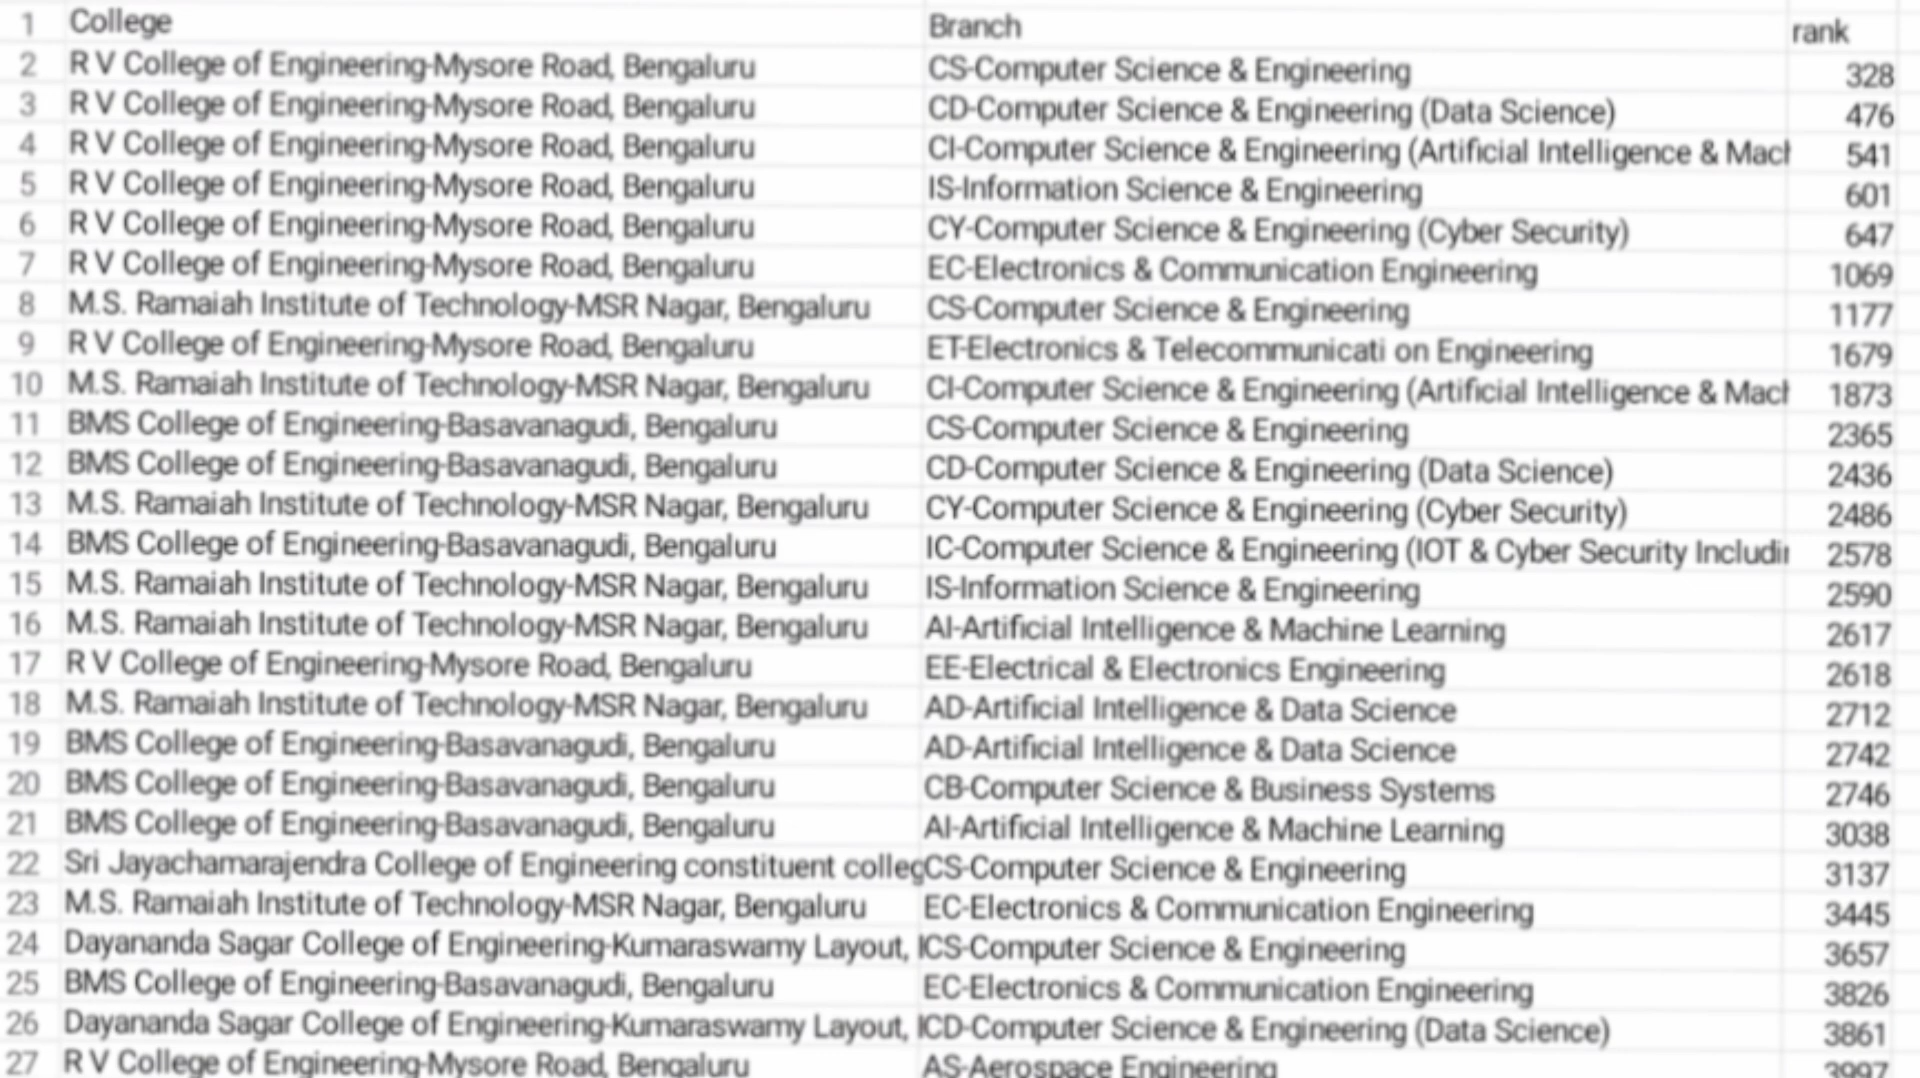 1 College Branch rank
2 R V College of Engineering-Mysore Road, Bengaluru CS-Computer Science & Engineering 328
3 R V College of Engineering-Mysore Road, Bengaluru CD-Computer Science & Engineering (Data Science) 476
4 R V College of Engineering-Mysore Road, Bengaluru CI-Computer Science & Engineering (Artificial Intelligence & Mach 541
5 R V College of Engineering-Mysore Road, Bengaluru IS-Information Science & Engineering 601
6 R V College of Engineering-Mysore Road, Bengaluru CY-Computer Science & Engineering (Cyber Security) 647
7 R V College of Engineering-Mysore Road, Bengaluru EC-Electronics & Communication Engineering 1069
8 M.S. Ramaiah Institute of Technology-MSR Nagar, Bengaluru CS-Computer Science & Engineering 1177
9 R V College of Engineering-Mysore Road, Bengaluru ET-Electronics & Telecommunicati on Engineering 1679
10 M.S. Ramaiah Institute of Technology-MSR Nagar, Bengaluru CI-Computer Science & Engineering (Artificial Intelligence & Mach 1873
11 BMS College of Engineering-Basavanagudi, Bengaluru CS-Computer Science & Engineering 2365
12 BMS College of Engineering-Basavanagudi, Bengaluru CD-Computer Science & Engineering (Data Science) 2436
13 M.S. Ramaiah Institute of Technology-MSR Nagar, Bengaluru CY-Computer Science & Engineering (Cyber Security) 2486
14 BMS College of Engineering-Basavanagudi, Bengaluru IC-Computer Science & Engineering (IOT & Cyber Security Includin 2578
15 M.S. Ramaiah Institute of Technology-MSR Nagar, Bengaluru IS-Information Science & Engineering 2590
16 M.S. Ramaiah Institute of Technology-MSR Nagar, Bengaluru AI-Artificial Intelligence & Machine Learning 2617
17 R V College of Engineering-Mysore Road, Bengaluru EE-Electrical & Electronics Engineering 2618
18 M.S. Ramaiah Institute of Technology-MSR Nagar, Bengaluru AD-Artificial Intelligence & Data Science 2712
19 BMS College of Engineering-Basavanagudi, Bengaluru AD-Artificial Intelligence & Data Science 2742
20 BMS College of Engineering-Basavanagudi, Bengaluru CB-Computer Science & Business Systems 2746
21 BMS College of Engineering-Basavanagudi, Bengaluru AI-Artificial Intelligence & Machine Learning 3038
22 Sri Jayachamarajendra College of Engineering constituent colleg CS-Computer Science & Engineering 3137
23 M.S. Ramaiah Institute of Technology-MSR Nagar, Bengaluru EC-Electronics & Communication Engineering 3445
24 Dayananda Sagar College of Engineering-Kumaraswamy Layout, CS-Computer Science & Engineering 3657
25 BMS College of Engineering-Basavanagudi, Bengaluru EC-Electronics & Communication Engineering 3826
26 Dayananda Sagar College of Engineering-Kumaraswamy Layout, CD-Computer Science & Engineering (Data Science) 3861
27 R V College of Engineering-Mysore Road, Bengaluru AS-Aerospace Engineering 3997